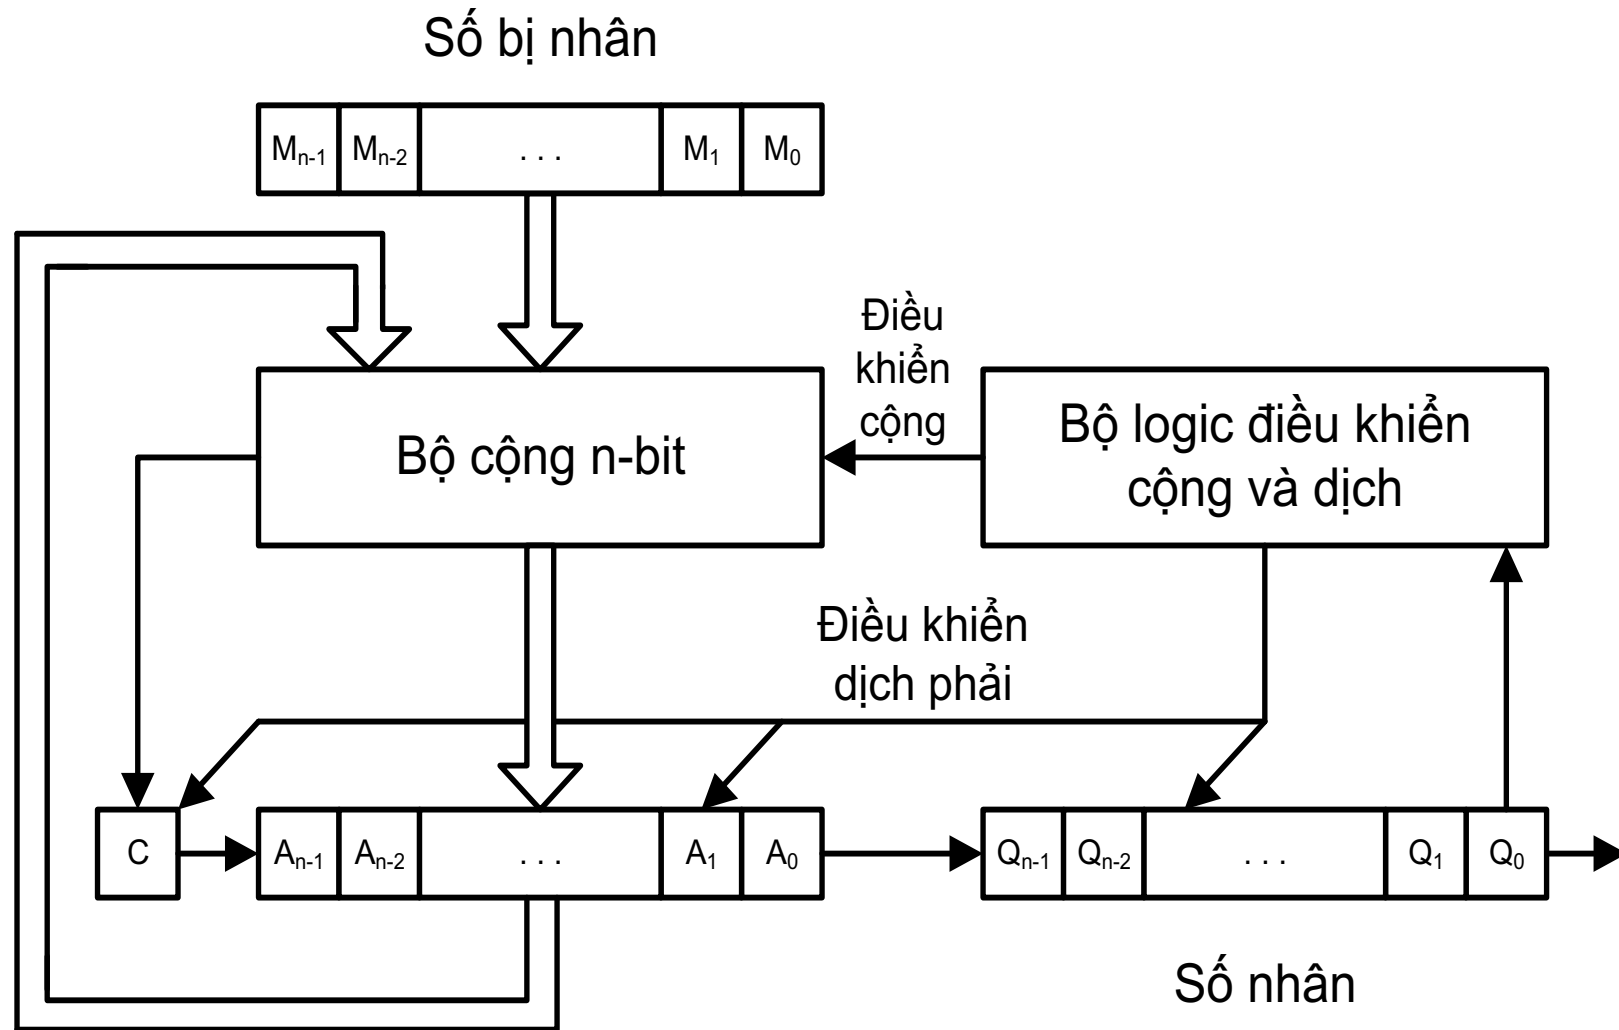 Số bị nhân
Mn-1 Mn-2 . . . M1 M0
Điều
khiển
cộng
Bộ cộng n-bit
Bộ logic điều khiển
cộng và dịch
Điều khiển
dịch phải
C An-1 An-2 . . . A1 A0 Qn-1 Qn-2 . . . Q1 Q0
Số nhân